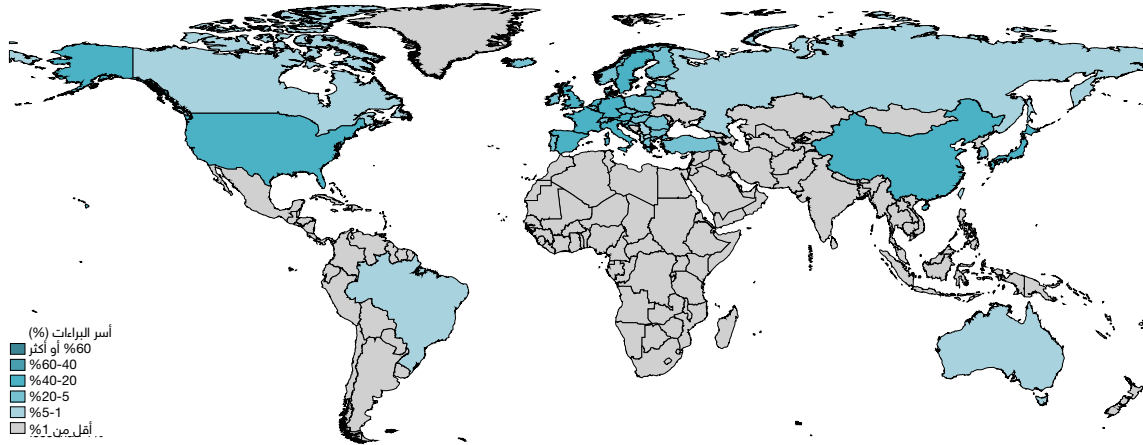 أسر البراءات (%)
60% أو أكثر
60-40%
40-20%
20-5%
5-1%
أقل من 1%